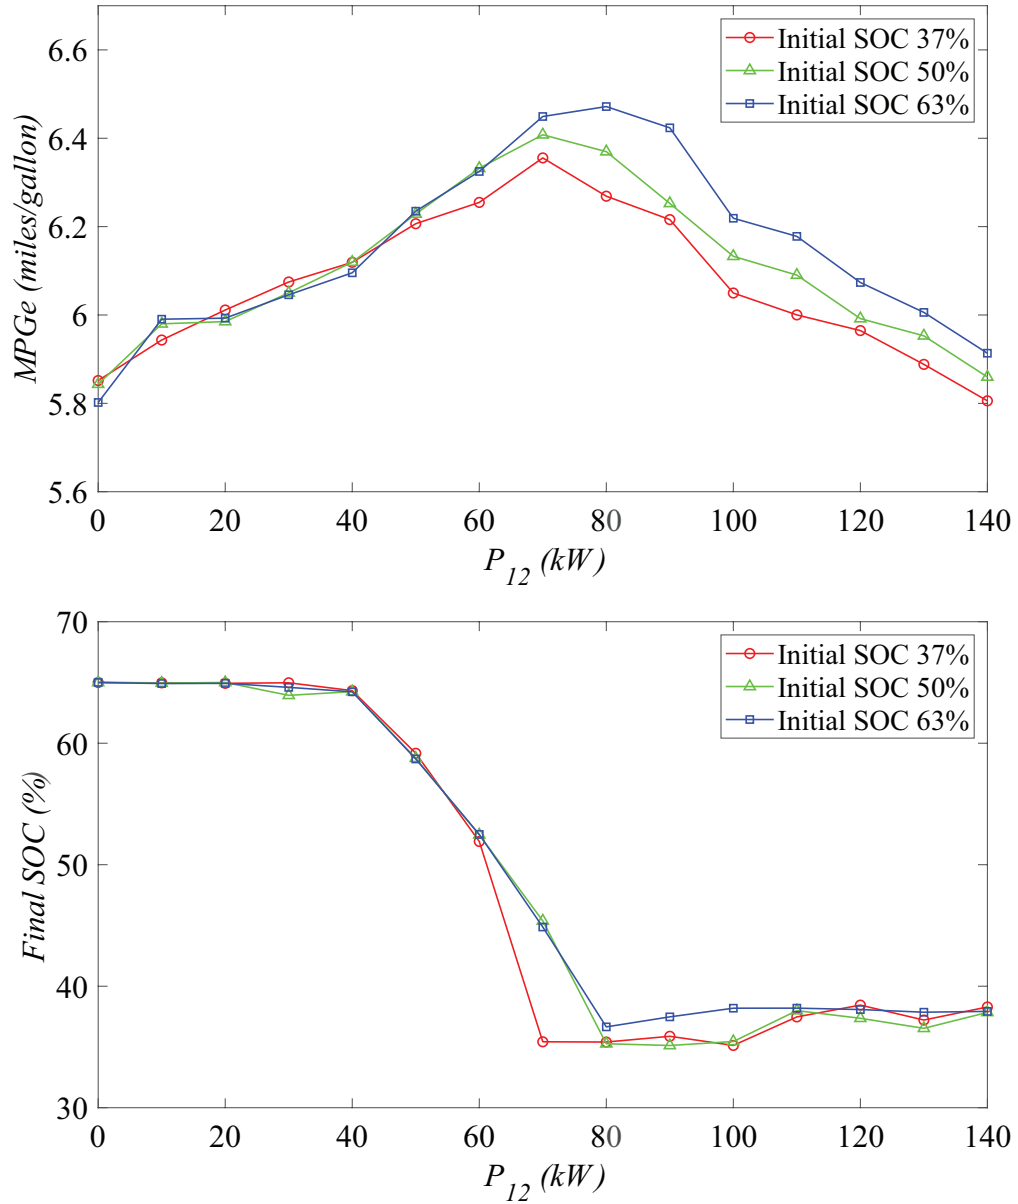 6.6
6.4
6.2
6
5.8
5.6
MPGe (miles/gallon)
Initial SOC 37%
Initial SOC 50%
Initial SOC 63%
0 20 40 60 80 100 120 140
P12 (kW)
70
60
50
40
30
Final SOC (%)
Initial SOC 37%
Initial SOC 50%
Initial SOC 63%
0 20 40 60 80 100 120 140
P12 (kW)